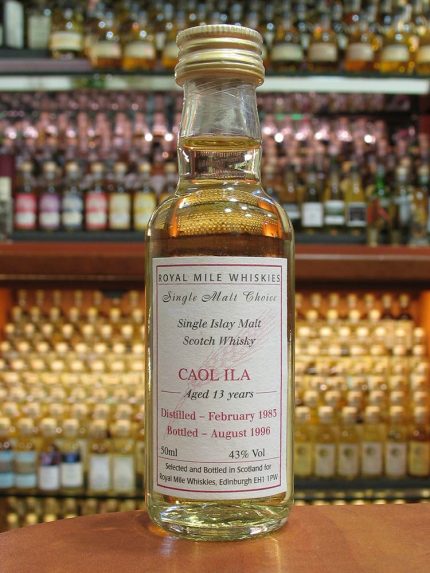 ROYAL MILE WHISKIES
Single Malt Choice
Single Islay Malt
Scotch Whisky
CAOL ILA
Aged 13 years
Distilled – February 1983
Bottled – August 1996
50ml 43% Vol
Selected and Bottled in Scotland for
Royal Mile Whiskies, Edinburgh EH1 1PW